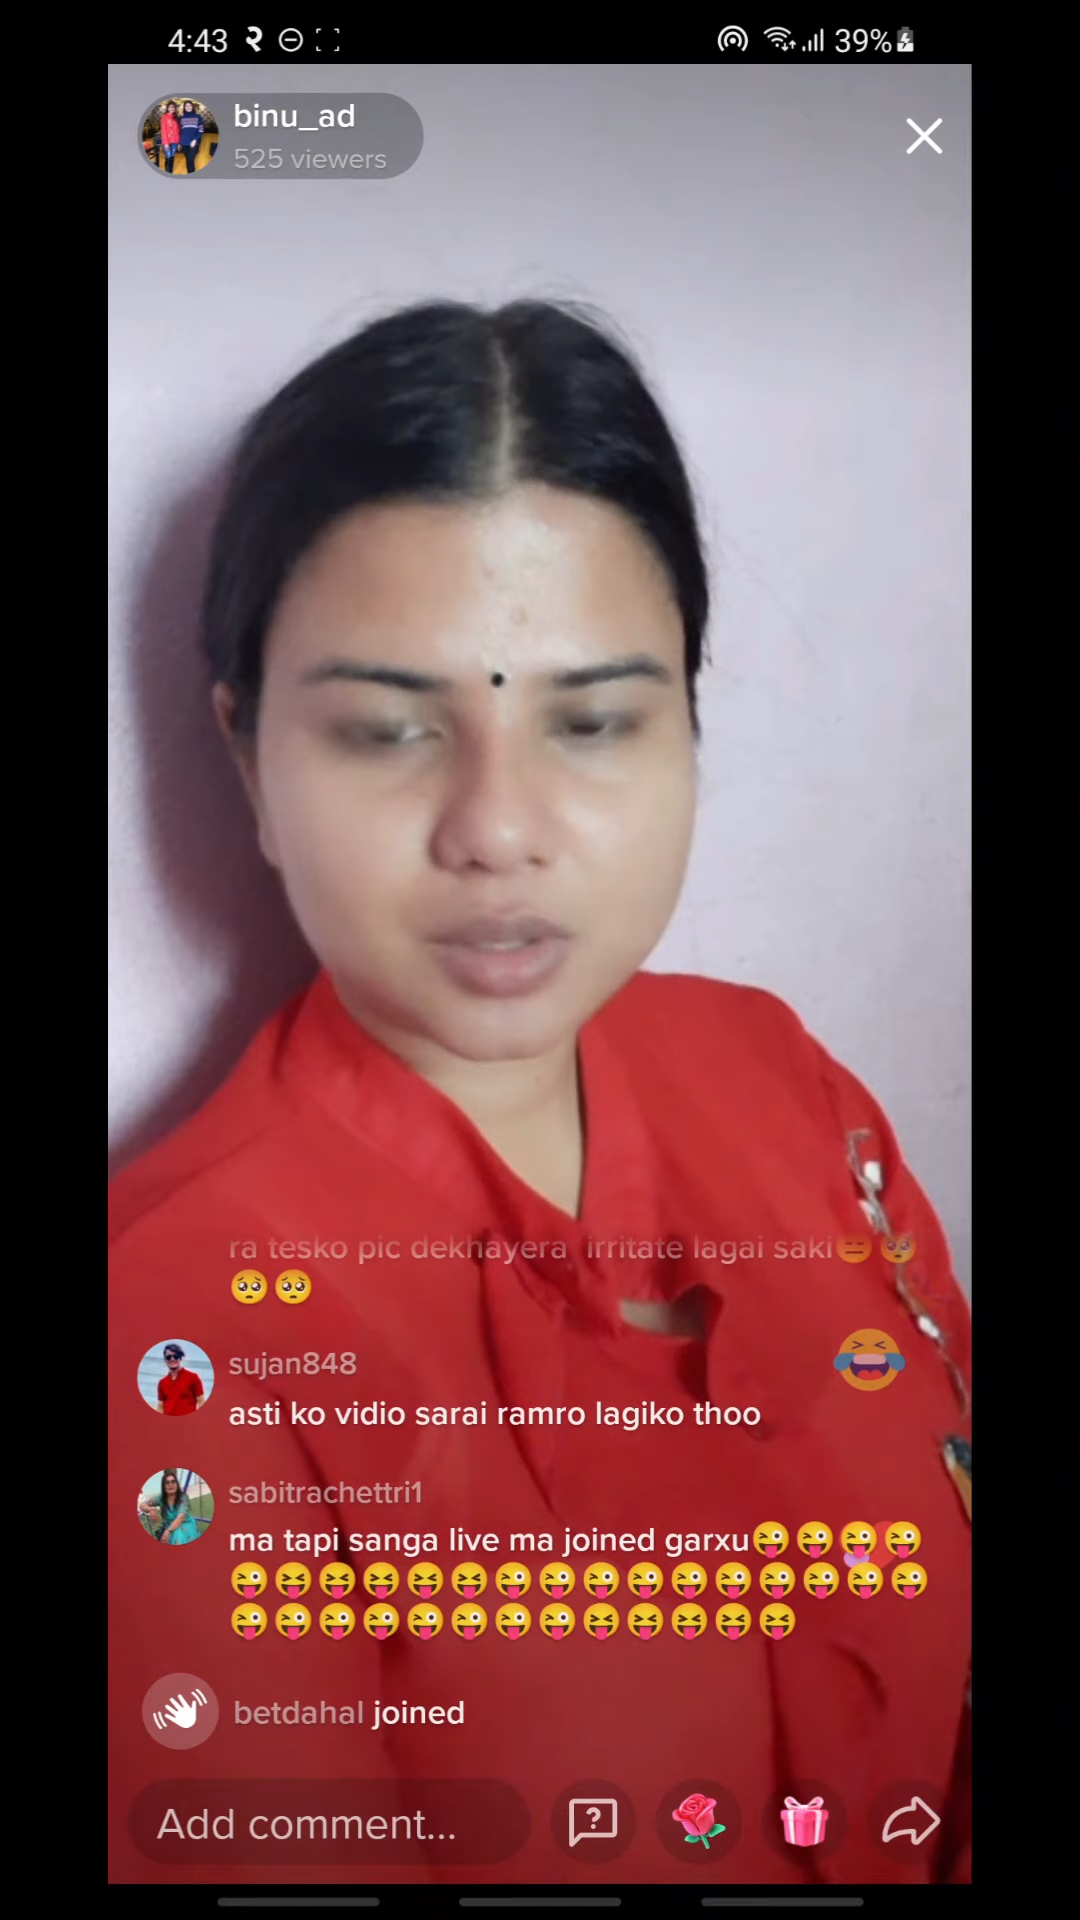 4:43
39%
binu_ad
525 viewers
ra tesko pic dekhayera irritate lagai saki😑🥺
🥺🥺
sujan848
asti ko vidio sarai ramro lagiko thoo
sabitrachettri1
ma tapi sanga live ma joined garxu😜😜😜😜
😜😝😝😝😝😝😜😜😜😜😜😜😜😜😜😜
😜😜😜😜😜😜😜😜😝😝😝😝😝
betdahal joined
Add comment...